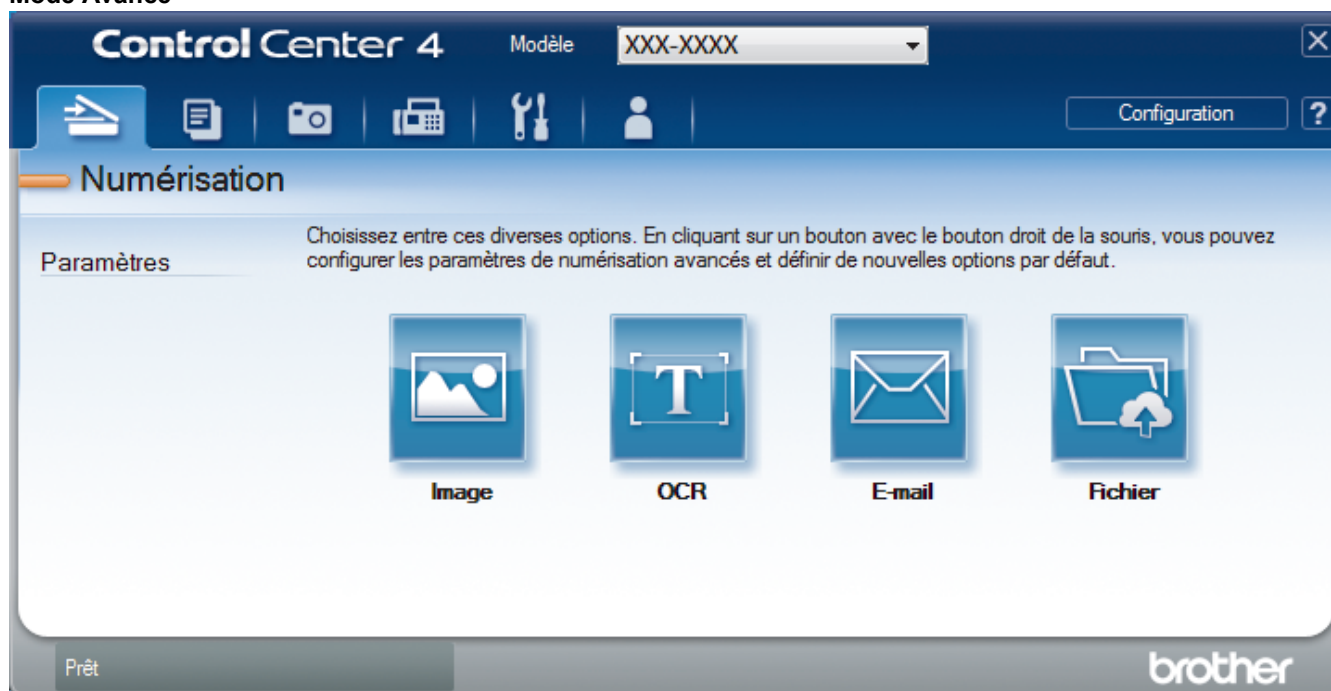 Mode Avancé
Control Center 4 Modèle XXX-XXXX
Configuration ?
Numérisation
Paramètres
Choisissez entre ces diverses options. En cliquant sur un bouton avec le bouton droit de la souris, vous pouvez
configurer les paramètres de numérisation avancés et définir de nouvelles options par défaut.
T
Image OCR E-mail Fichier
Prêt
brother